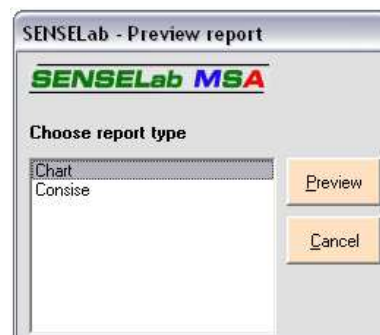 SENSELab - Preview report
SENSELab MSA
Choose report type
Chart
Consise
Preview
Cancel